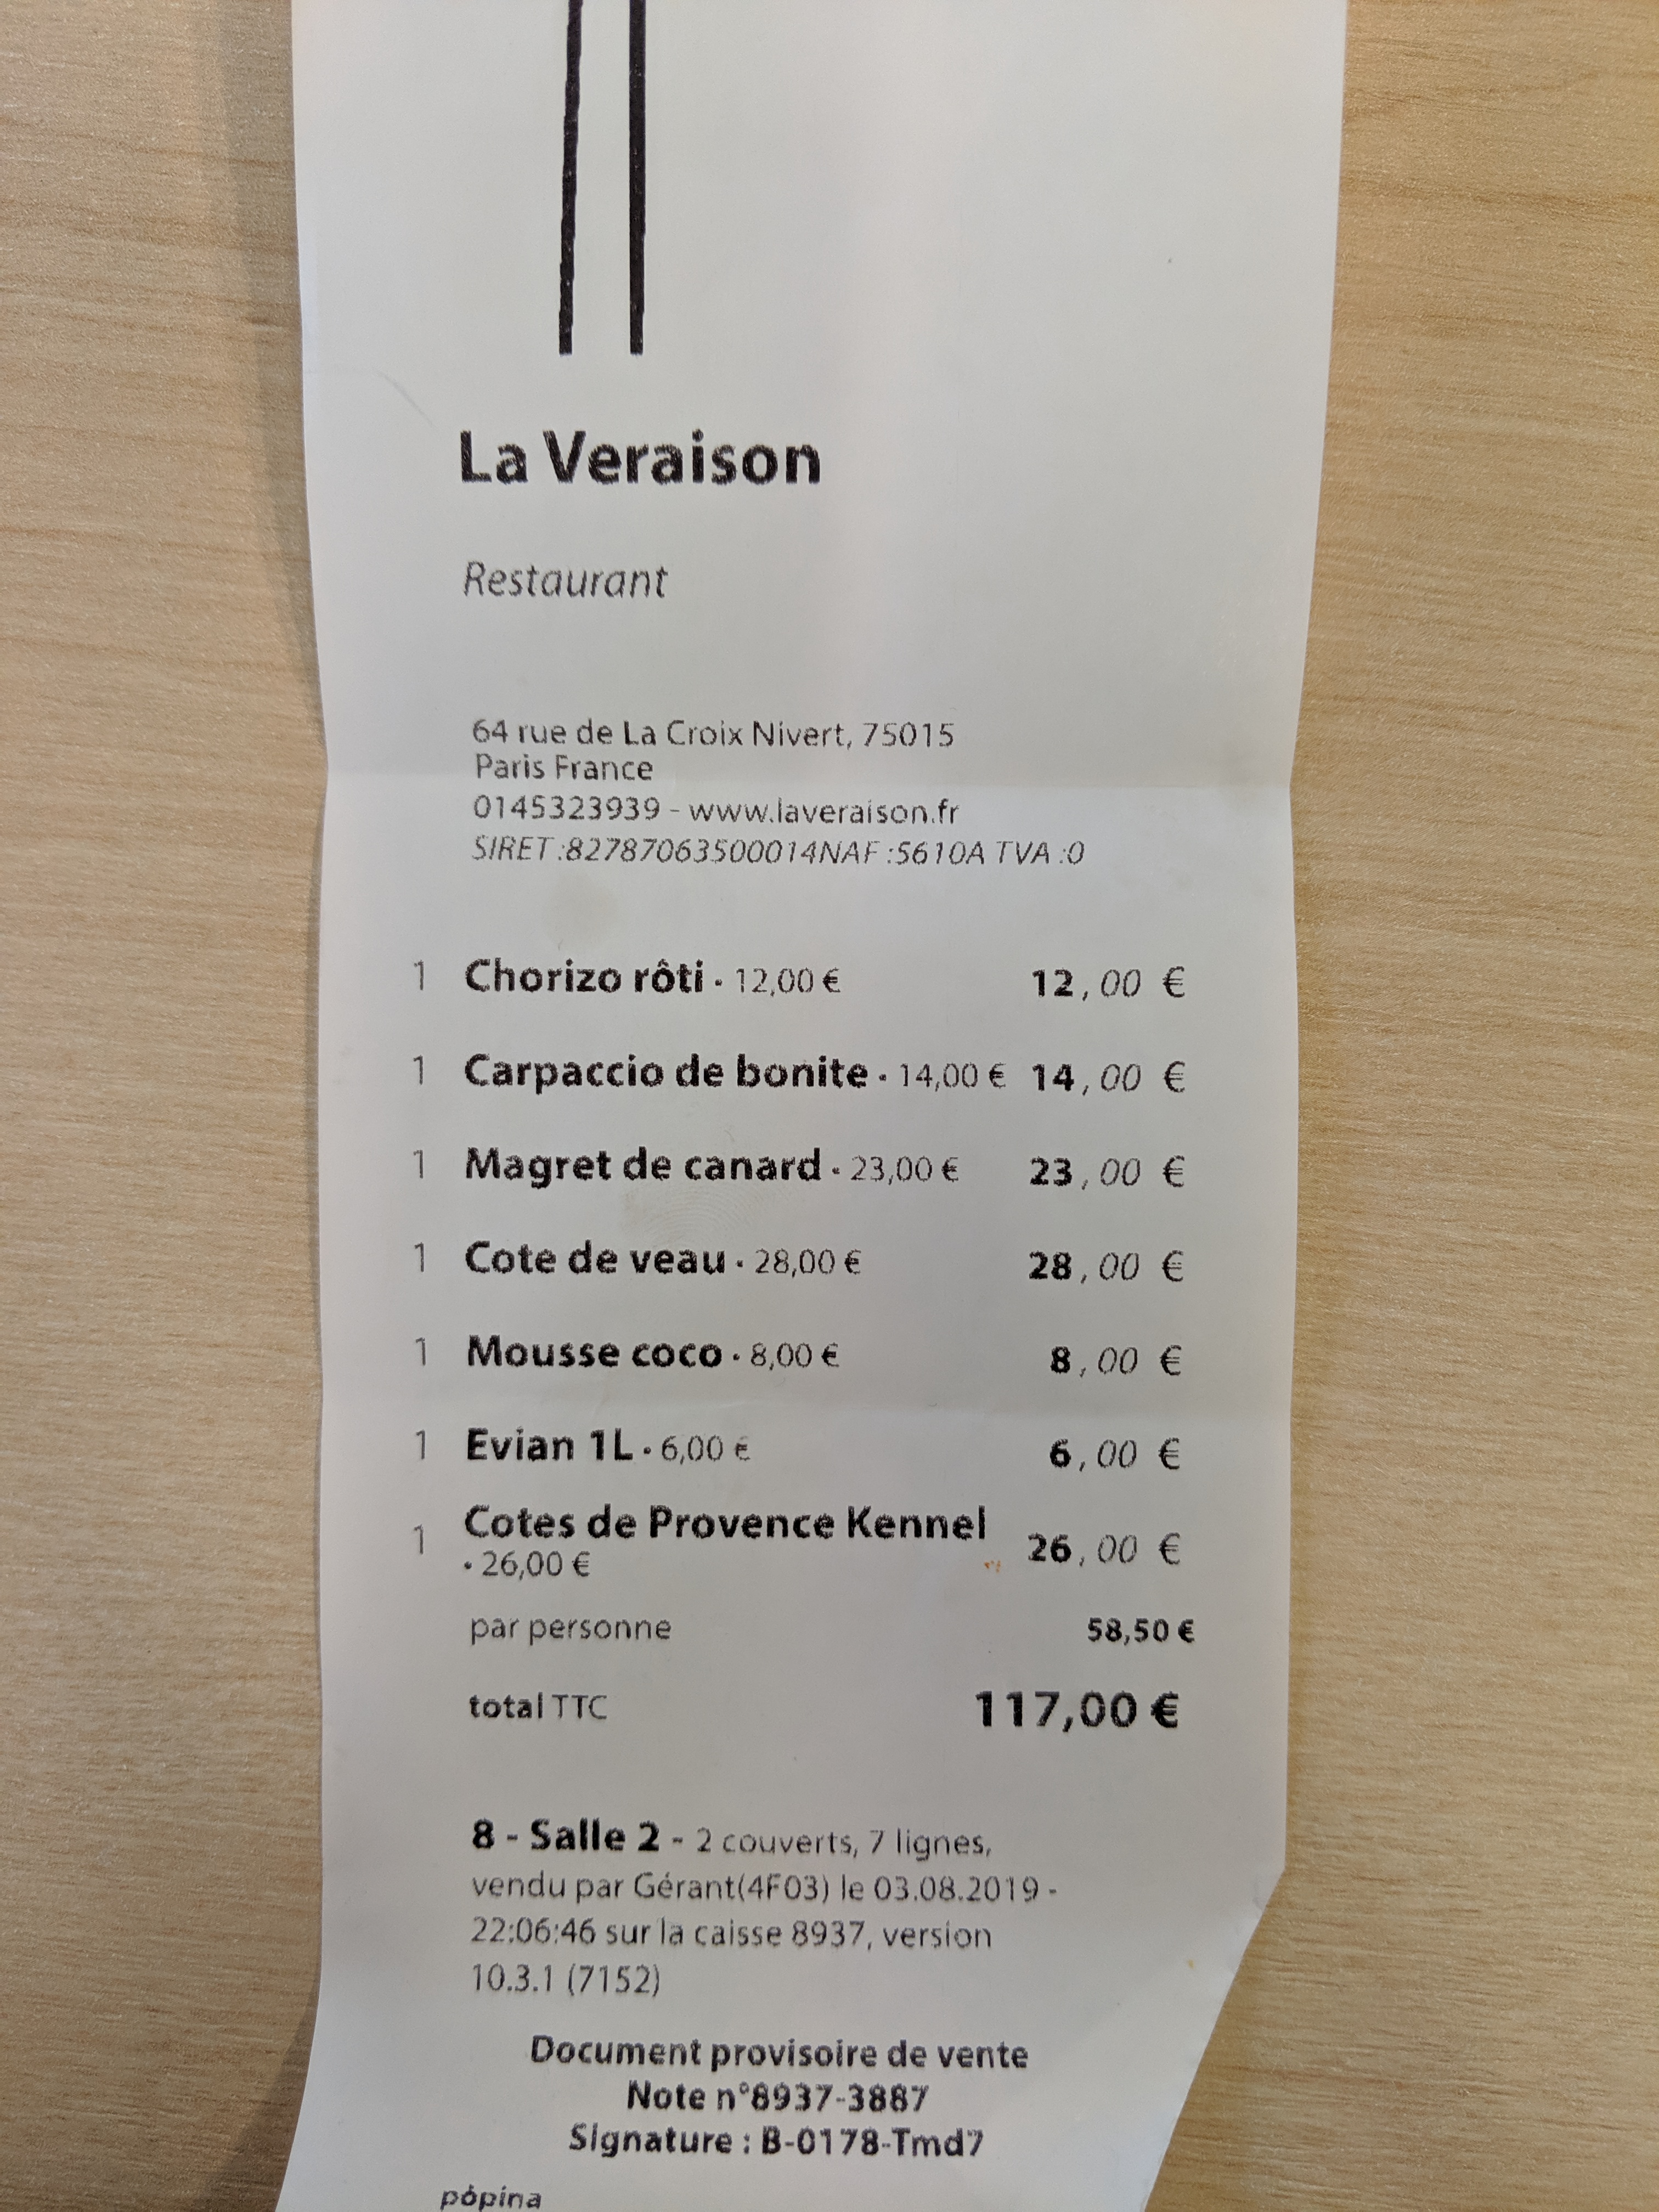 La Veraison
Restaurant
64 rue de La Croix Nivert, 75015
Paris France
0145323939 - www.laveraison.fr
SIRET :82787063500014NAF :5610A TVA :0
1 Chorizo rôti · 12,00 € 12,00 €
1 Carpaccio de bonite · 14,00 € 14,00 €
1 Magret de canard · 23,00 € 23,00 €
1 Cote de veau · 28,00 € 28,00 €
1 Mousse coco · 8,00 € 8,00 €
1 Evian 1L · 6,00 € 6,00 €
1 Cotes de Provence Kennel 26,00 €
· 26,00 €
par personne 58,50 €
total TTC 117,00 €
8 - Salle 2 - 2 couverts, 7 lignes,
vendu par Gérant(4F03) le 03.08.2019 -
22:06:46 sur la caisse 8937, version
10.3.1 (7152)
Document provisoire de vente
Note n°8937-3887
Signature : B-0178-Tmd7
pòpina